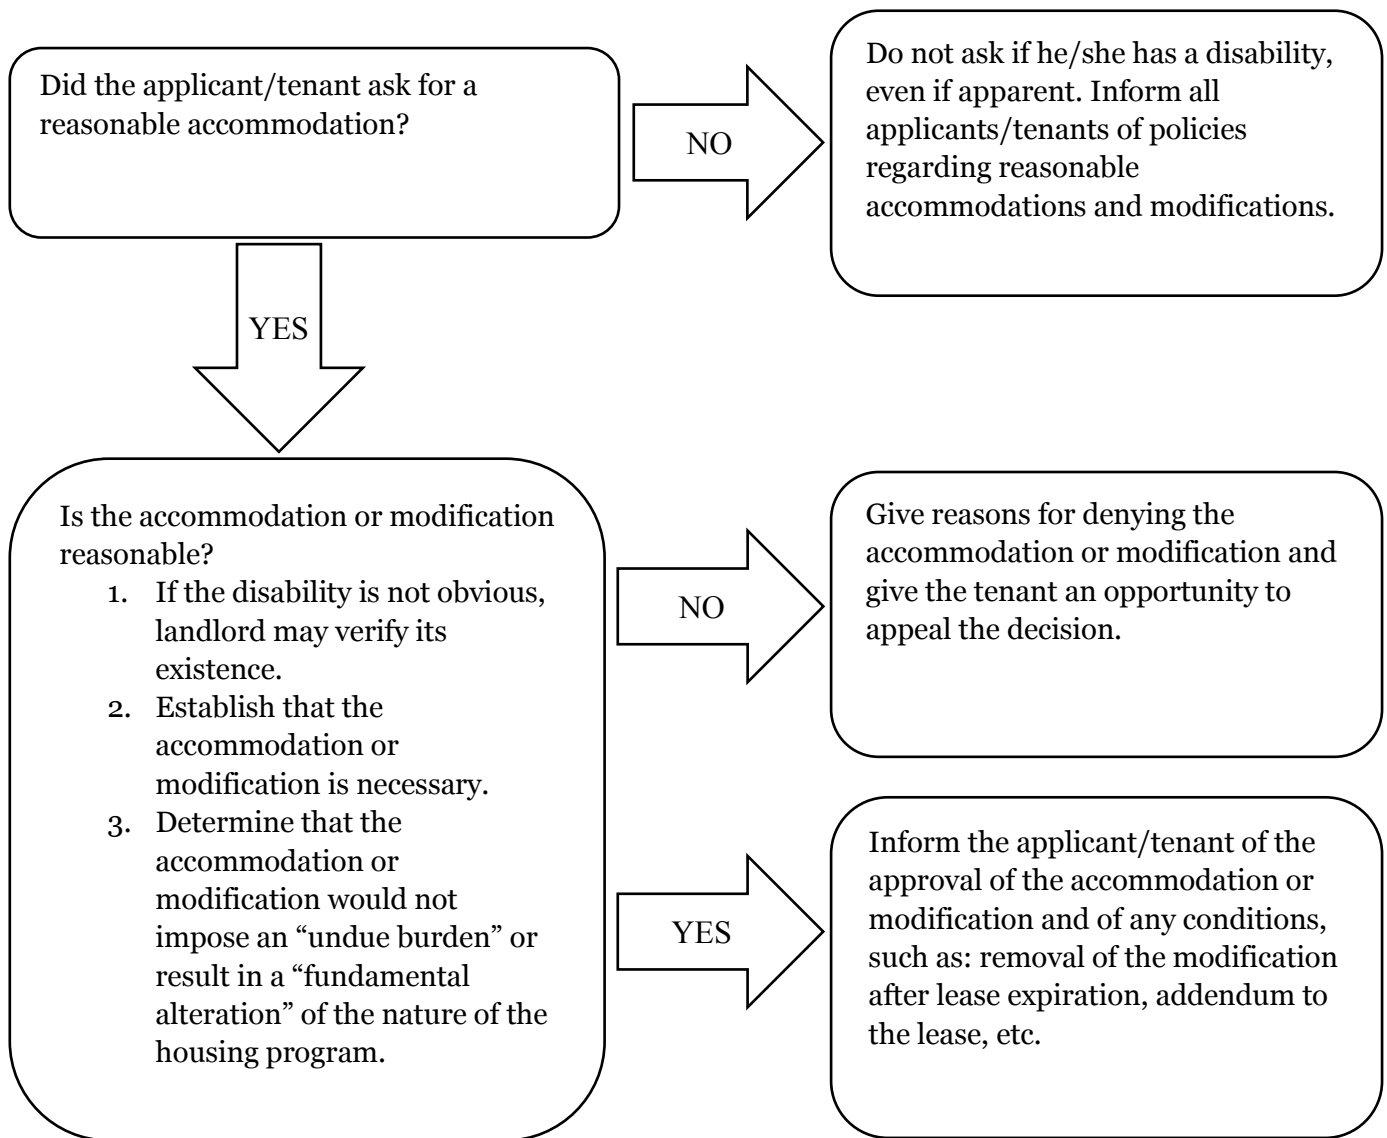 Did the applicant/tenant ask for a
reasonable accommodation?
NO
Do not ask if he/she has a disability,
even if apparent. Inform all
applicants/tenants of policies
regarding reasonable
accommodations and modifications.
YES
Is the accommodation or modification
reasonable?
1. If the disability is not obvious,
landlord may verify its
existence.
2. Establish that the
accommodation or
modification is necessary.
3. Determine that the
accommodation or
modification would not
impose an “undue burden” or
result in a “fundamental
alteration” of the nature of the
housing program.
NO
Give reasons for denying the
accommodation or modification and
give the tenant an opportunity to
appeal the decision.
YES
Inform the applicant/tenant of the
approval of the accommodation or
modification and of any conditions,
such as: removal of the modification
after lease expiration, addendum to
the lease, etc.